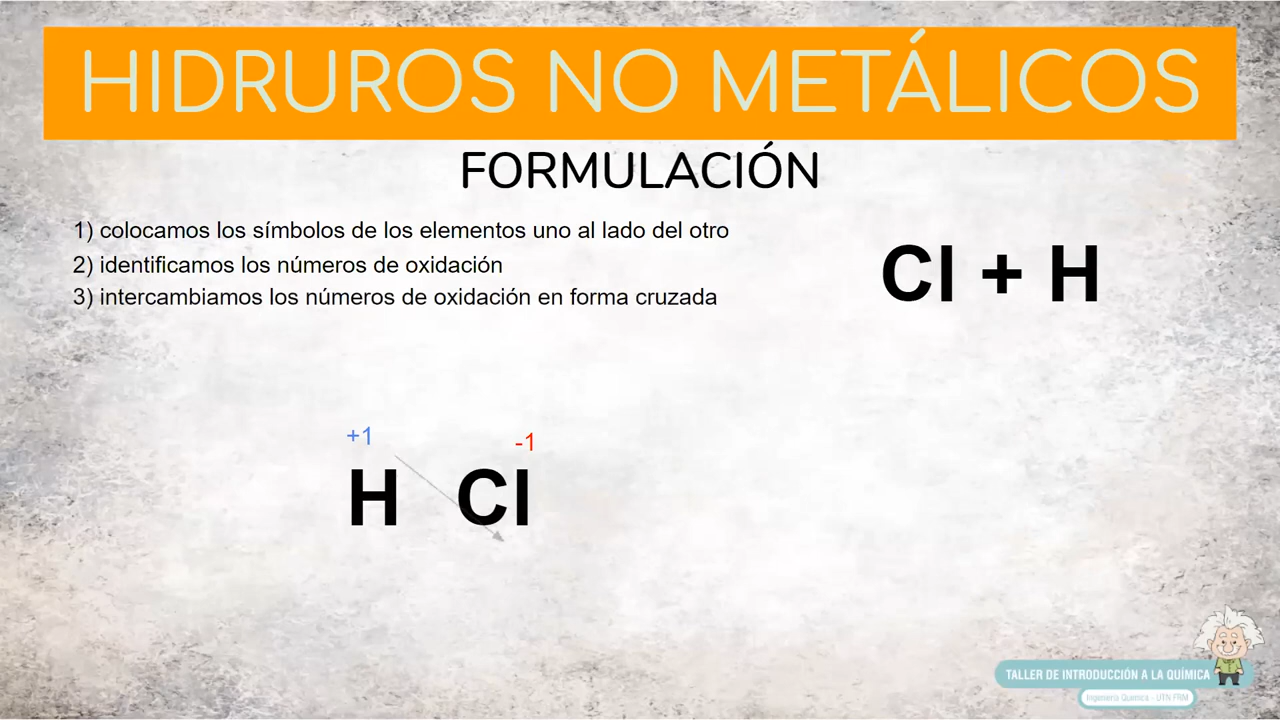 HIDRUROS NO METÁLICOS
FORMULACIÓN
1) colocamos los símbolos de los elementos uno al lado del otro
2) identificamos los números de oxidación
3) intercambiamos los números de oxidación en forma cruzada
Cl + H
+1 -1
H Cl
TALLER DE INTRODUCCIÓN A LA QUÍMICA
Ingeniería Química - UTN FRM